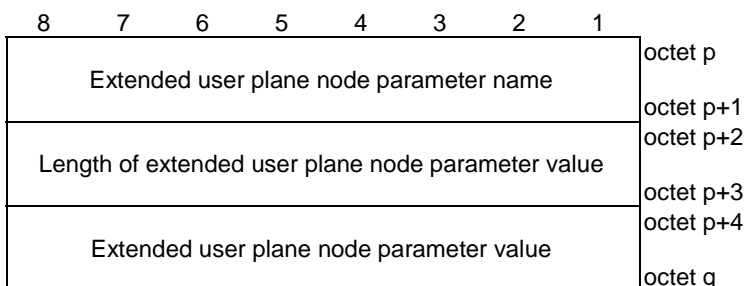 8 7 6 5 4 3 2 1
octet p
Extended user plane node parameter name
octet p+1
octet p+2
Length of extended user plane node parameter value
octet p+3
octet p+4
Extended user plane node parameter value
octet q